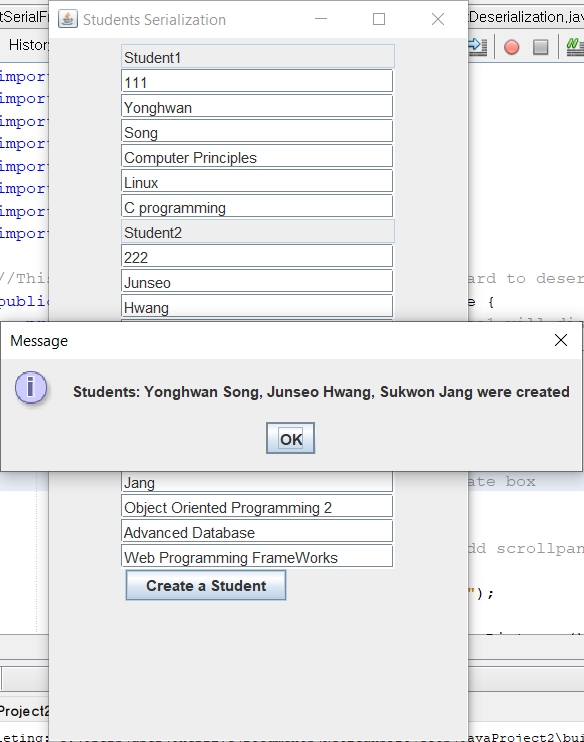 tSerialF
Students Serialization
Deserialization.jav
Histor
Student1
111
Yonghwan
Song
Computer Principles
Linux
C programming
Student2
222
Junseo
Hwang
impor
impor
impor
impor
impor
impor
impor
impor
//Thi
ard to deser
publi
e {
Message
i
Students: Yonghwan Song, Junseo Hwang, Sukwon Jang were created
OK
Jang
ate box
Object Oriented Programming 2
Advanced Database
dd scrollpan
Web Programming FrameWorks
Create a Student
");
Project2
leting:
avaProject2\bui